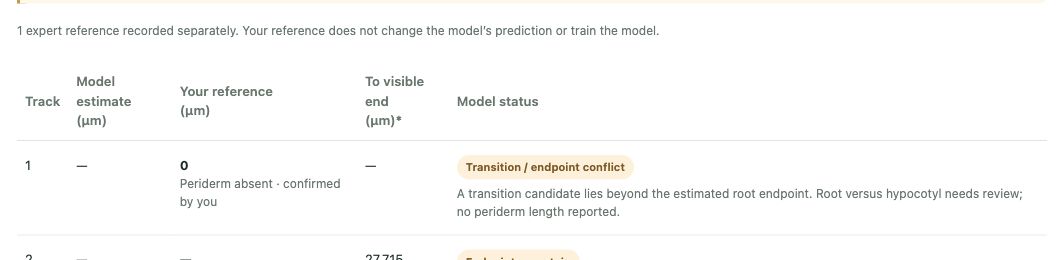 1 expert reference recorded separately. Your reference does not change the model's prediction or train the model.
Track
Model estimate (μm)
Your reference (μm)
To visible end (μm)*
Model status
1
—
0
Periderm absent · confirmed by you
—
Transition / endpoint conflict
A transition candidate lies beyond the estimated root endpoint. Root versus hypocotyl needs review;
no periderm length reported.
2
—
—
27,715